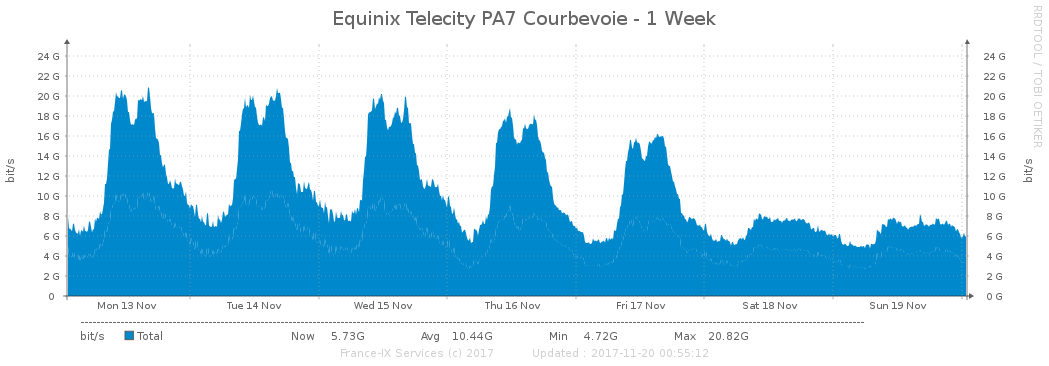 Equinix Telecity PA7 Courbevoie - 1 Week
RRDTOOL / TOBI OETIKER
24 G 24 G
22 G 22 G
20 G 20 G
18 G 18 G
16 G 16 G
14 G 14 G
12 G 12 G
10 G 10 G
8 G 8 G
6 G 6 G
4 G 4 G
2 G 2 G
0 0 G
bit/s bit/s
Mon 13 Nov Tue 14 Nov Wed 15 Nov Thu 16 Nov Fri 17 Nov Sat 18 Nov Sun 19 Nov
bit/s Total Now 5.73G Avg 10.44G Min 4.72G Max 20.82G
France-IX Services (c) 2017 Updated : 2017-11-20 00:55:12